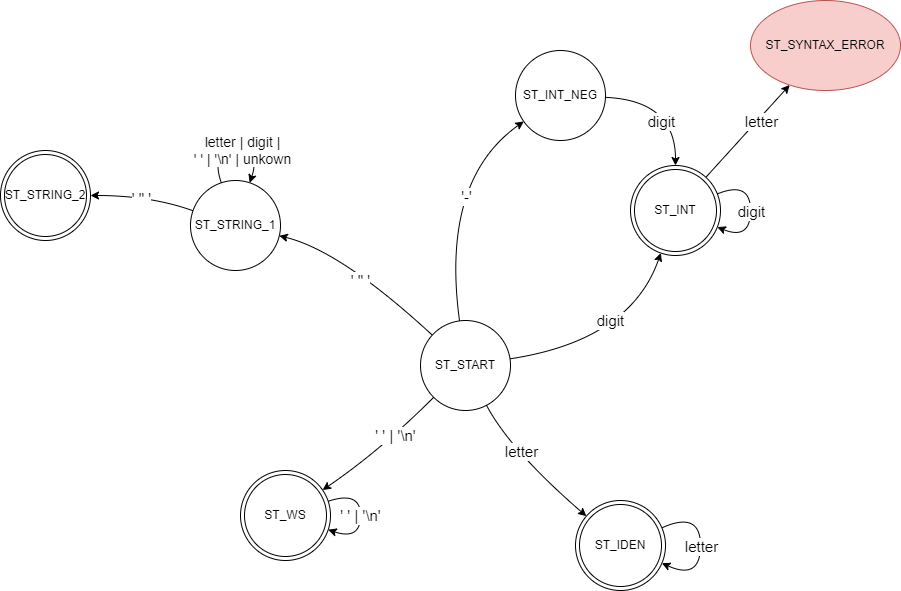 ST_SYNTAX_ERROR
ST_INT_NEG
digit
letter
letter | digit |
' ' | '\n' | unkown
ST_STRING_2
' " '
ST_STRING_1
'-'
ST_INT
digit
' " '
digit
ST_START
' ' | '\n'
letter
ST_WS
' ' | '\n'
ST_IDEN
letter